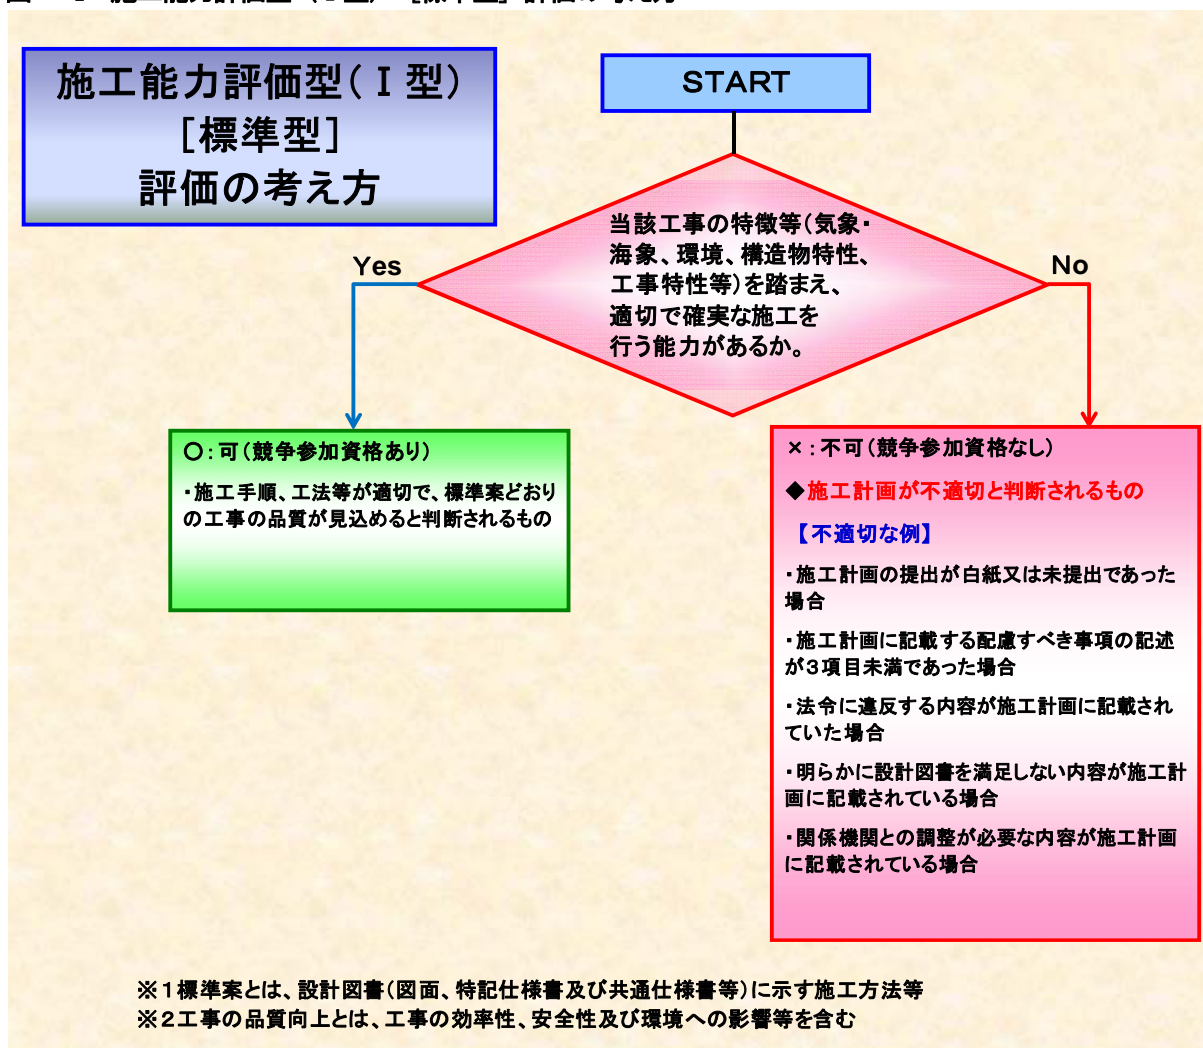 施工能力評価型(Ⅰ型)
[標準型]
評価の考え方
START
当該工事の特徴等(気象・
海象、環境、構造物特性、
工事特性等)を踏まえ、
適切で確実な施工を
行う能力があるか。
Yes
No
○:可(競争参加資格あり)
・施工手順、工法等が適切で、標準案どおり
の工事の品質が見込めると判断されるもの
×:不可(競争参加資格なし)
◆施工計画が不適切と判断されるもの
【不適切な例】
・施工計画の提出が白紙又は未提出であった
場合
・施工計画に記載する配慮すべき事項の記述
が3項目未満であった場合
・法令に違反する内容が施工計画に記載され
ていた場合
・明らかに設計図書を満足しない内容が施工計
画に記載されている場合
・関係機関との調整が必要な内容が施工計画
に記載されている場合
※1標準案とは、設計図書(図面、特記仕様書及び共通仕様書等)に示す施工方法等
※2工事の品質向上とは、工事の効率性、安全性及び環境への影響等を含む